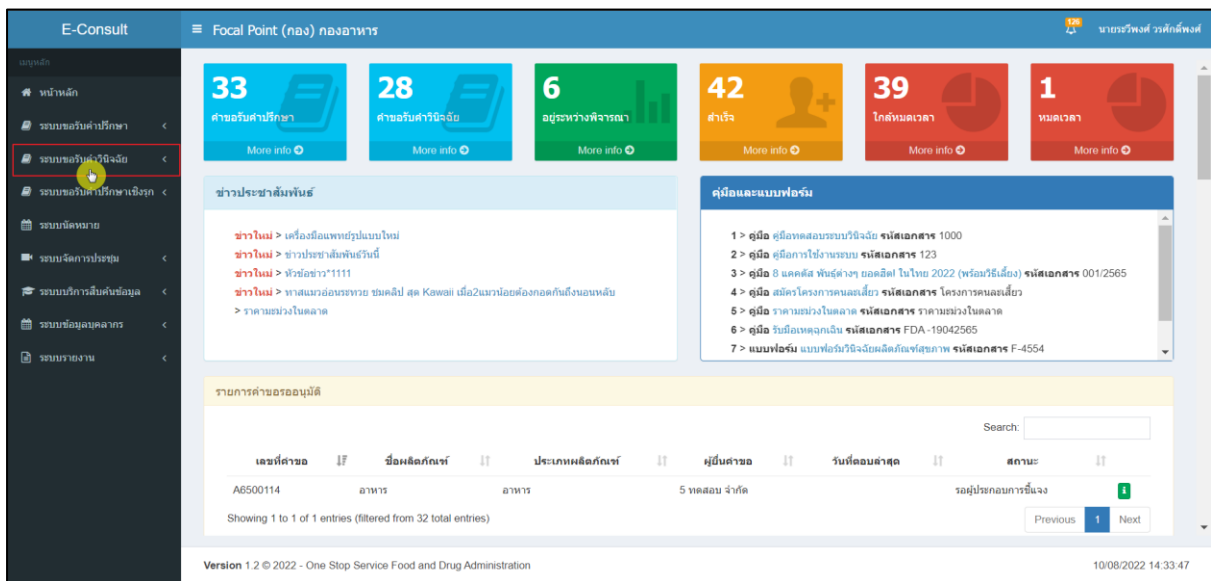 E-Consult
Focal Point (กอง) กองอาหาร
126
นายรวีพงศ์ วรศักดิ์พงศ์
เมนูหลัก
หน้าหลัก
ระบบขอรับคำปรึกษา
ระบบขอรับคำวินิจฉัย
ระบบขอรับคำปรึกษาเชิงรุก
ระบบนัดหมาย
ระบบจัดการประชุม
ระบบบริการสืบค้นข้อมูล
ระบบข้อมูลบุคลากร
ระบบรายงาน
33
คำขอรับคำปรึกษา
More info
28
คำขอรับคำวินิจฉัย
More info
6
อยู่ระหว่างพิจารณา
More info
42
สำเร็จ
More info
39
ใกล้หมดเวลา
More info
1
หมดเวลา
More info
ข่าวประชาสัมพันธ์
ข่าวใหม่ > เครื่องมือแพทย์รูปแบบใหม่
ข่าวใหม่ > ข่าวประชาสัมพันธ์วันนี้
ข่าวใหม่ > หัวข้อข่าว*1111
ข่าวใหม่ > ทาสแมวอ่อนระทวย ชมคลิป สุด Kawaii เมื่อ2แมวน้อยต้องกอดกันถึงนอนหลับ
> ราคามะม่วงในตลาด
คู่มือและแบบฟอร์ม
1 > คู่มือ คู่มือทดสอบระบบวินิจฉัย รหัสเอกสาร 1000
2 > คู่มือ คู่มือการใช้งานระบบ รหัสเอกสาร 123
3 > คู่มือ 8 แคคตัส พันธุ์ต่างๆ ยอดฮิต! ในไทย 2022 (พร้อมวิธีเลี้ยง) รหัสเอกสาร 001/2565
4 > คู่มือ สมัครโครงการคนละเสี้ยว รหัสเอกสาร โครงการคนละเสี้ยว
5 > คู่มือ ราคามะม่วงในตลาด รหัสเอกสาร ราคามะม่วงในตลาด
6 > คู่มือ รับมือเหตุฉุกเฉิน รหัสเอกสาร FDA -19042565
7 > แบบฟอร์ม แบบฟอร์มวินิจฉัยผลิตภัณฑ์สุขภาพ รหัสเอกสาร F-4554
รายการคำขอรออนุมัติ
Search:
เลขที่คำขอ ชื่อผลิตภัณฑ์ ประเภทผลิตภัณฑ์ ผู้ยื่นคำขอ วันที่ตอบล่าสุด สถานะ
A6500114 อาหาร อาหาร 5 ทดสอบ จำกัด รอผู้ประกอบการชี้แจง
Showing 1 to 1 of 1 entries (filtered from 32 total entries)
Previous 1 Next
Version 1.2 © 2022 - One Stop Service Food and Drug Administration
10/08/2022 14:33:47